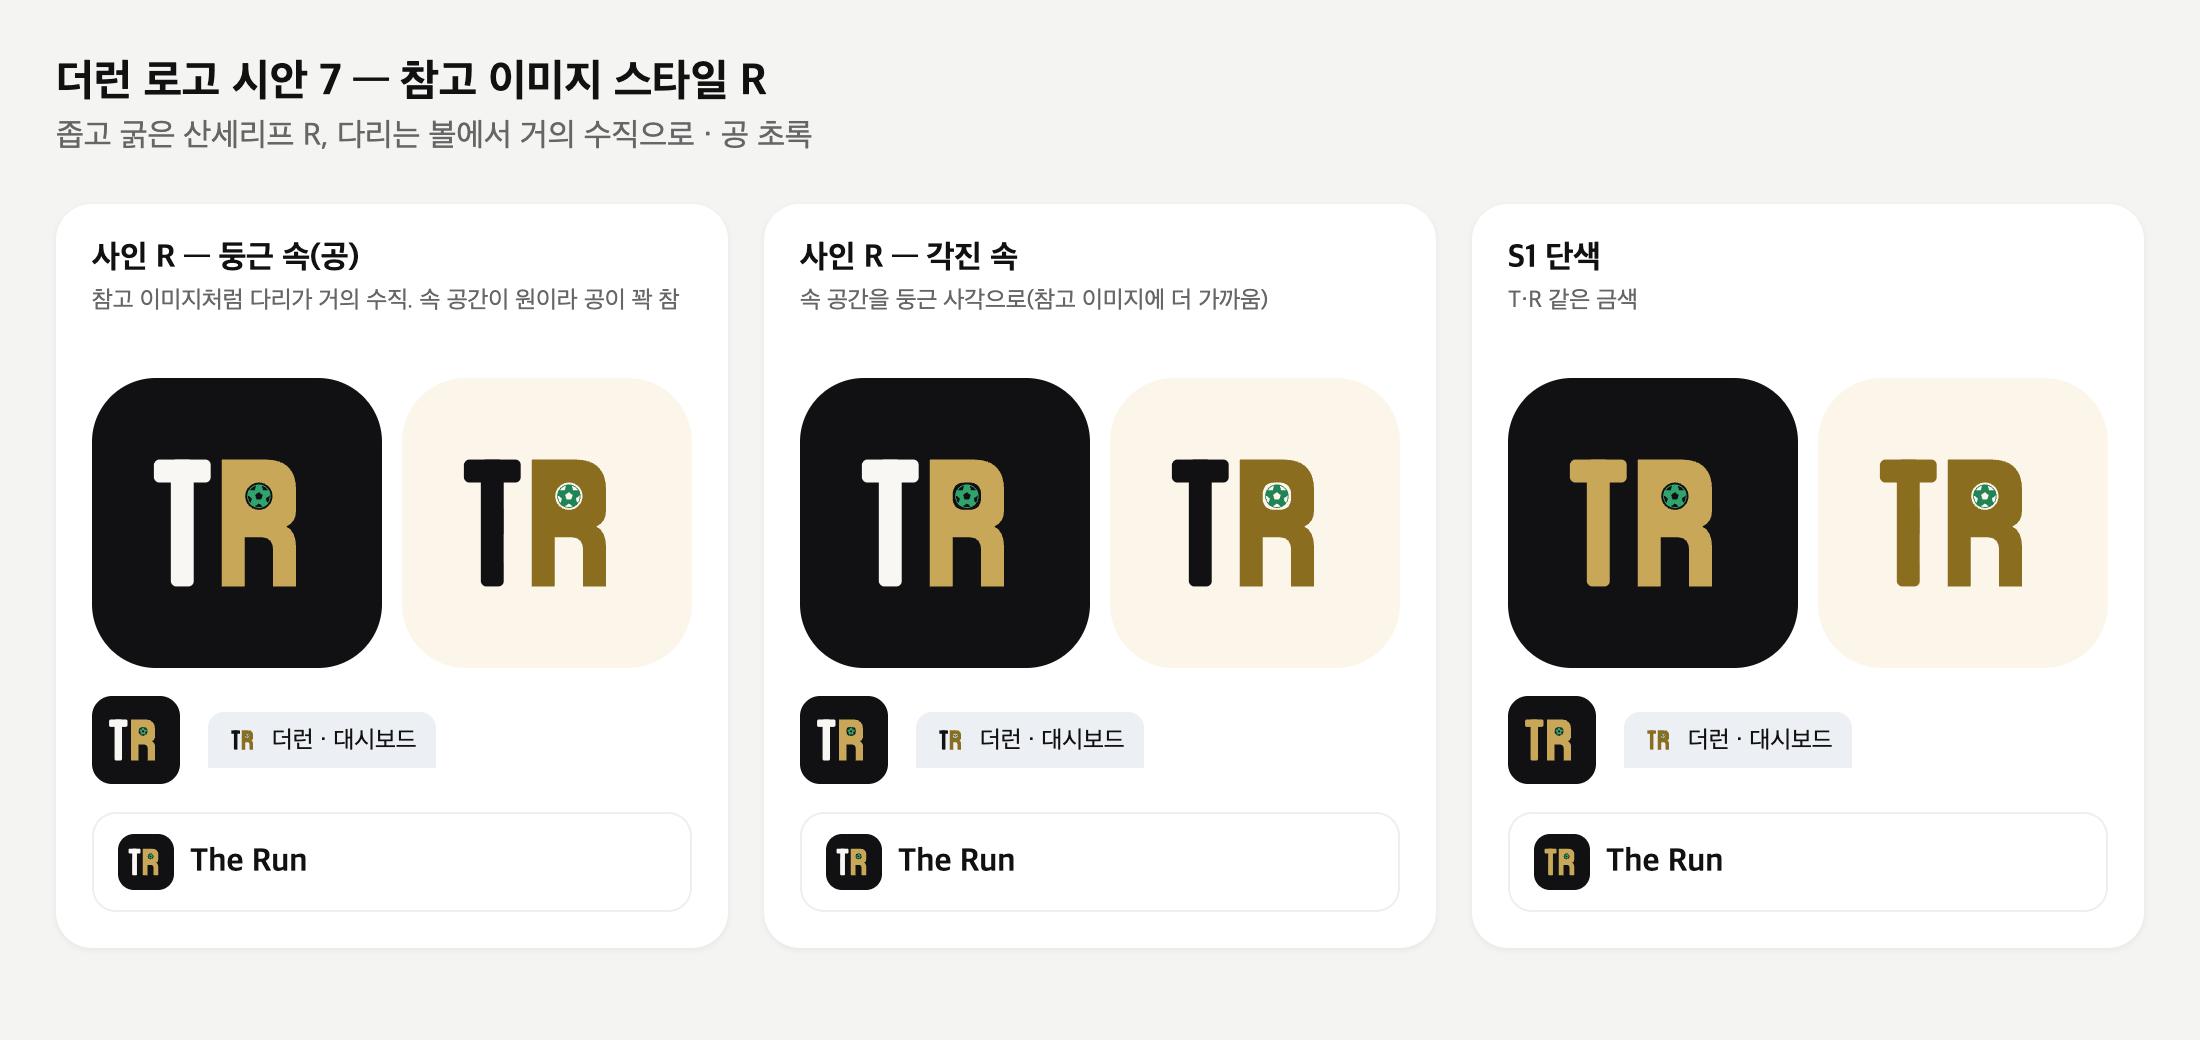 더런 로고 시안 7 — 참고 이미지 스타일 R
좁고 굵은 산세리프 R, 다리는 볼에서 거의 수직으로 · 공 초록
사인 R — 둥근 속(공)
참고 이미지처럼 다리가 거의 수직. 속 공간이 원이라 공이 꽉 참
TR
TR
TR
TR 더런 · 대시보드
TR The Run
사인 R — 각진 속
속 공간을 둥근 사각으로(참고 이미지에 더 가까움)
TR
TR
TR
TR 더런 · 대시보드
TR The Run
S1 단색
T·R 같은 금색
TR
TR
TR
TR 더런 · 대시보드
TR The Run